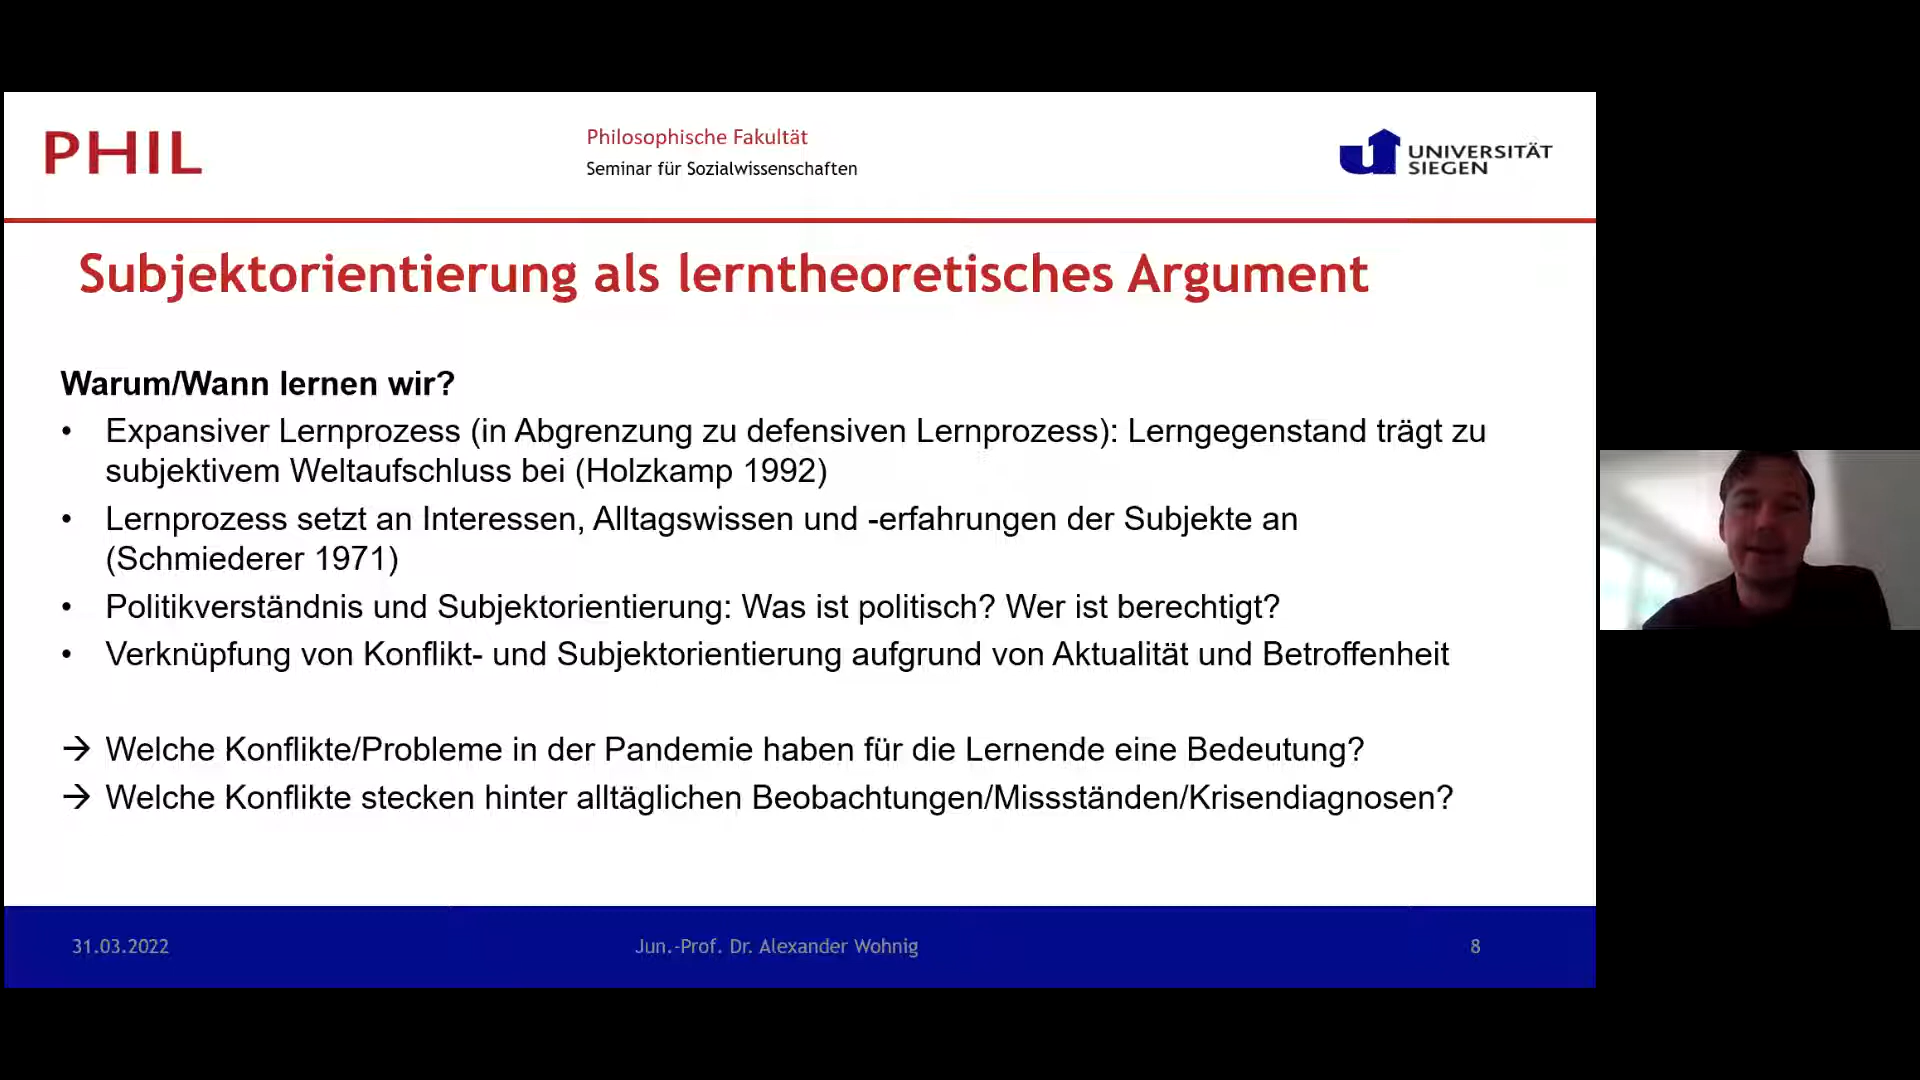 PHIL
Philosophische Fakultät
Seminar für Sozialwissenschaften
UNIVERSITÄT
SIEGEN
Subjektorientierung als lerntheoretisches Argument
Warum/Wann lernen wir?
• Expansiver Lernprozess (in Abgrenzung zu defensiven Lernprozess): Lerngegenstand trägt zu
subjektivem Weltaufschluss bei (Holzkamp 1992)
• Lernprozess setzt an Interessen, Alltagswissen und -erfahrungen der Subjekte an
(Schmiederer 1971)
• Politikverständnis und Subjektorientierung: Was ist politisch? Wer ist berechtigt?
• Verknüpfung von Konflikt- und Subjektorientierung aufgrund von Aktualität und Betroffenheit
→ Welche Konflikte/Probleme in der Pandemie haben für die Lernende eine Bedeutung?
→ Welche Konflikte stecken hinter alltäglichen Beobachtungen/Missständen/Krisendiagnosen?
31.03.2022
Jun.-Prof. Dr. Alexander Wohnig
8